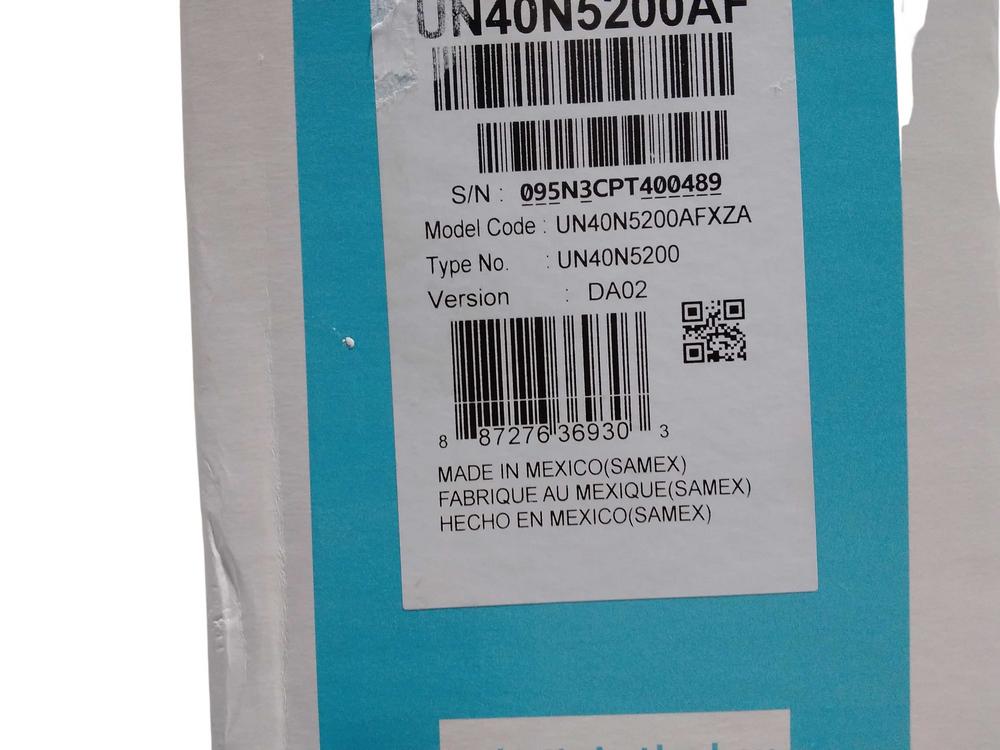 UN40N5200AF
S/N : 095N3CPT400489
Model Code : UN40N5200AFXZA
Type No. : UN40N5200
Version : DA02
8 87276 36930 3
MADE IN MEXICO(SAMEX)
FABRIQUE AU MEXIQUE(SAMEX)
HECHO EN MEXICO(SAMEX)